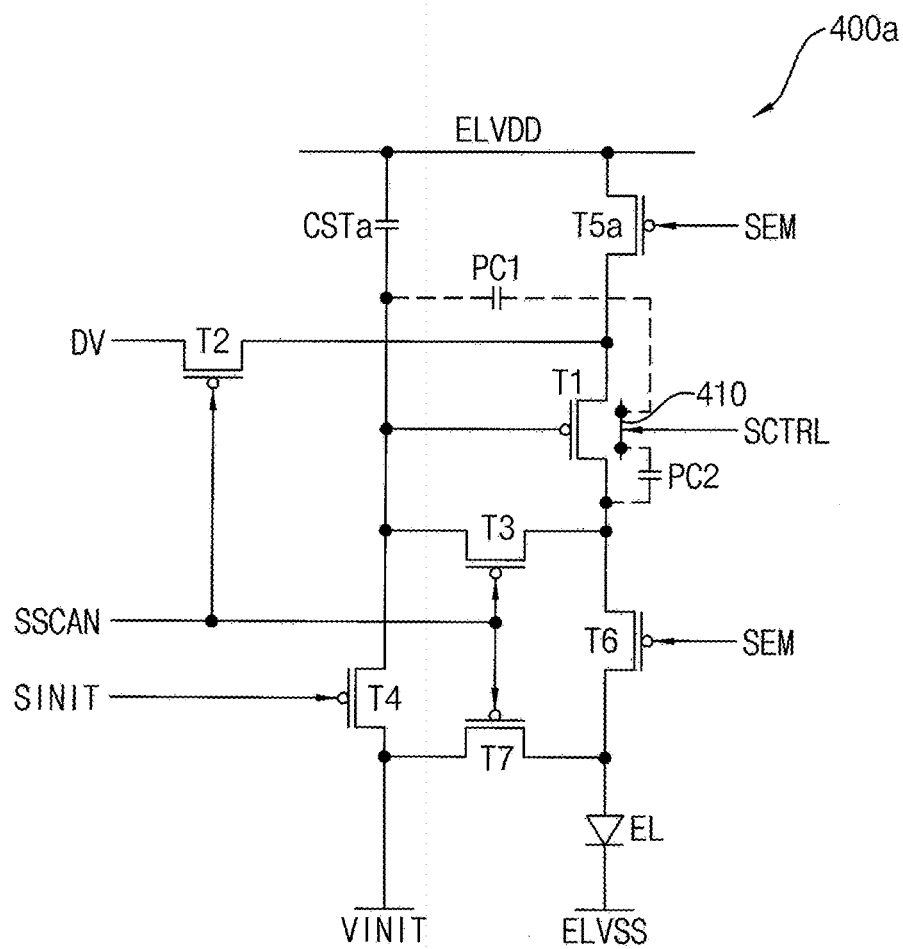 400a
ELVDD
CSTa
T5a
SEM
PC1
DV
T2
T1
410
SCTRL
PC2
T3
SSCAN
T6
SEM
SINIT
T4
T7
EL
VINIT
ELVSS